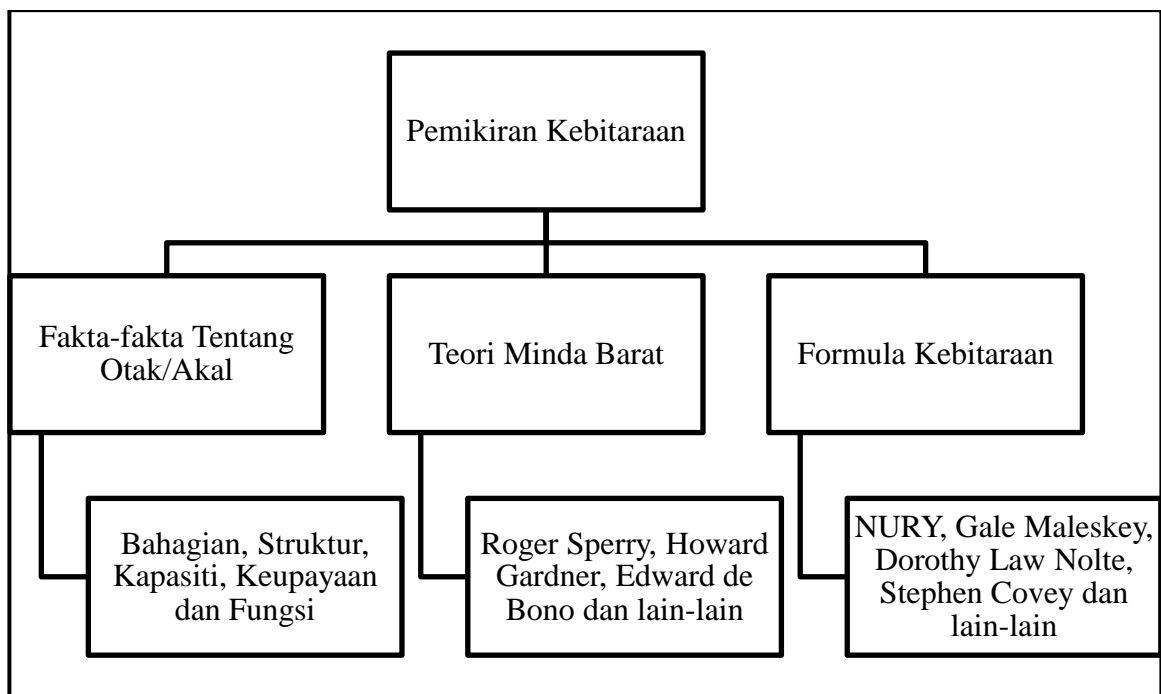 Pemikiran Kebitaraan
Fakta-fakta Tentang
Otak/Akal
Teori Minda Barat
Formula Kebitaraan
Bahagian, Struktur,
Kapasiti, Keupayaan
dan Fungsi
Roger Sperry, Howard
Gardner, Edward de
Bono dan lain-lain
NURY, Gale Maleskey,
Dorothy Law Nolte,
Stephen Covey dan
lain-lain